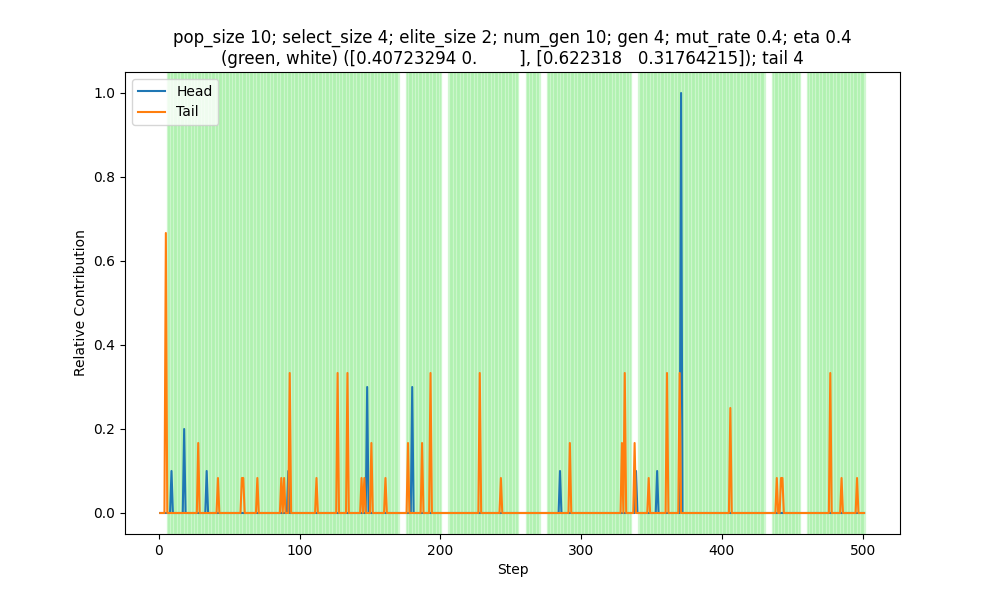 pop_size 10; select_size 4; elite_size 2; num_gen 10; gen 4; mut_rate 0.4; eta 0.4
(green, white) ([0.40723294 0.        ], [0.622318   0.31764215]); tail 4
Head
Tail
1.0
0.8
0.6
0.4
0.2
0.0
Relative Contribution
0
100
200
300
400
500
Step